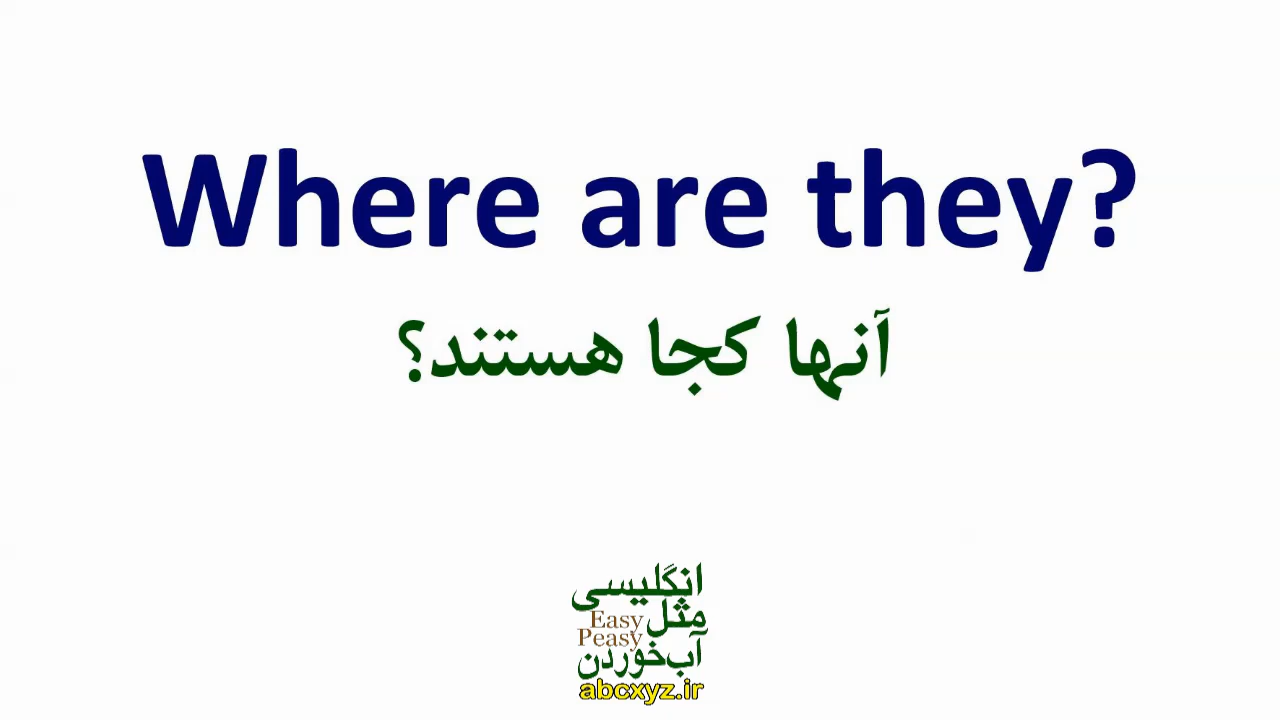 Where are they?
آنها کجا هستند؟
انگلیسی
مثل Easy
Peasy
آب‌خوردن
abcxyz.ir